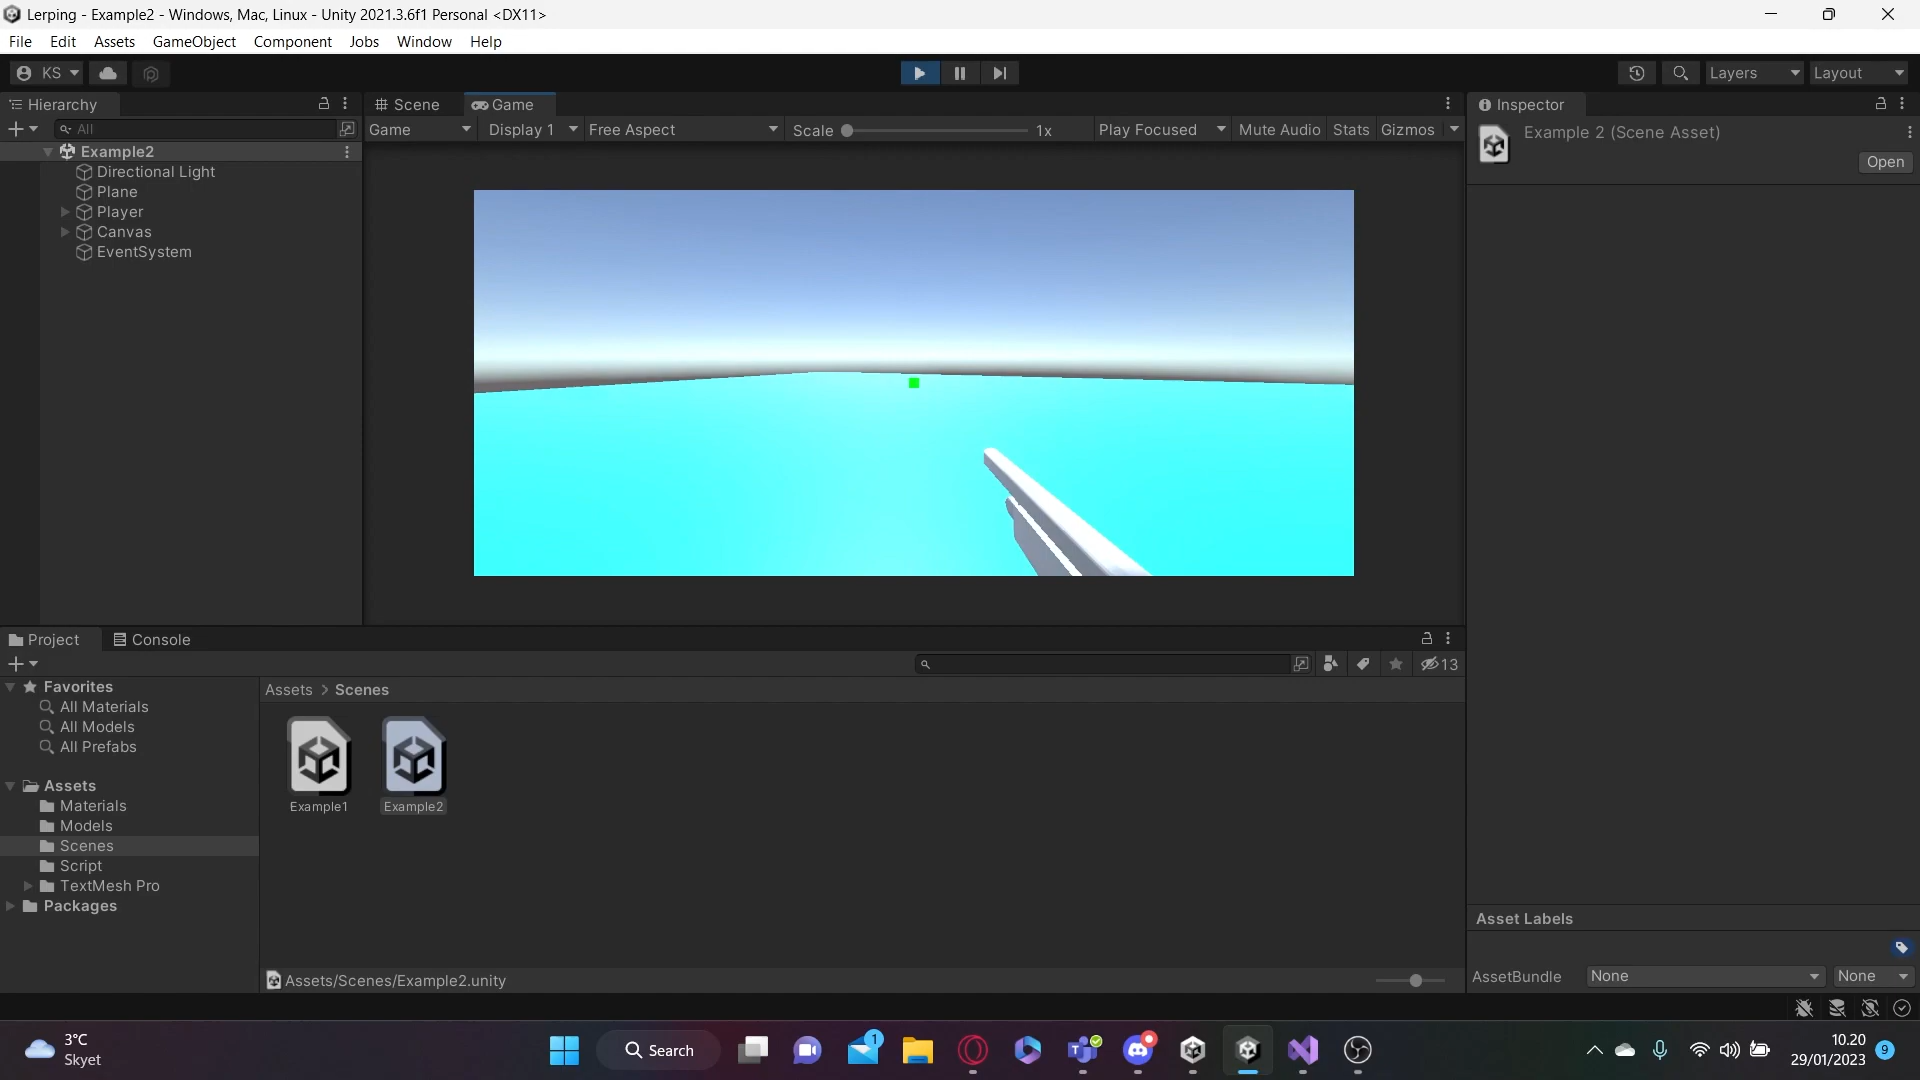 Lerping - Example2 - Windows, Mac, Linux - Unity 2021.3.6f1 Personal <DX11>
File Edit Assets GameObject Component Jobs Window Help
KS Layers Layout
Hierarchy Scene Game Inspector
All Game Display 1 Free Aspect Scale 1x Play Focused Mute Audio Stats Gizmos
Example 2 (Scene Asset)
Open
Example2
Directional Light
Plane
Player
Canvas
EventSystem
Project Console
13
Favorites
All Materials
All Models
All Prefabs
Assets
Materials
Models
Scenes
Script
TextMesh Pro
Packages
Assets > Scenes
Example1 Example2
Assets/Scenes/Example2.unity
Asset Labels
AssetBundle None None
3°C
Skyet
Search
1
10.20
29/01/2023
9